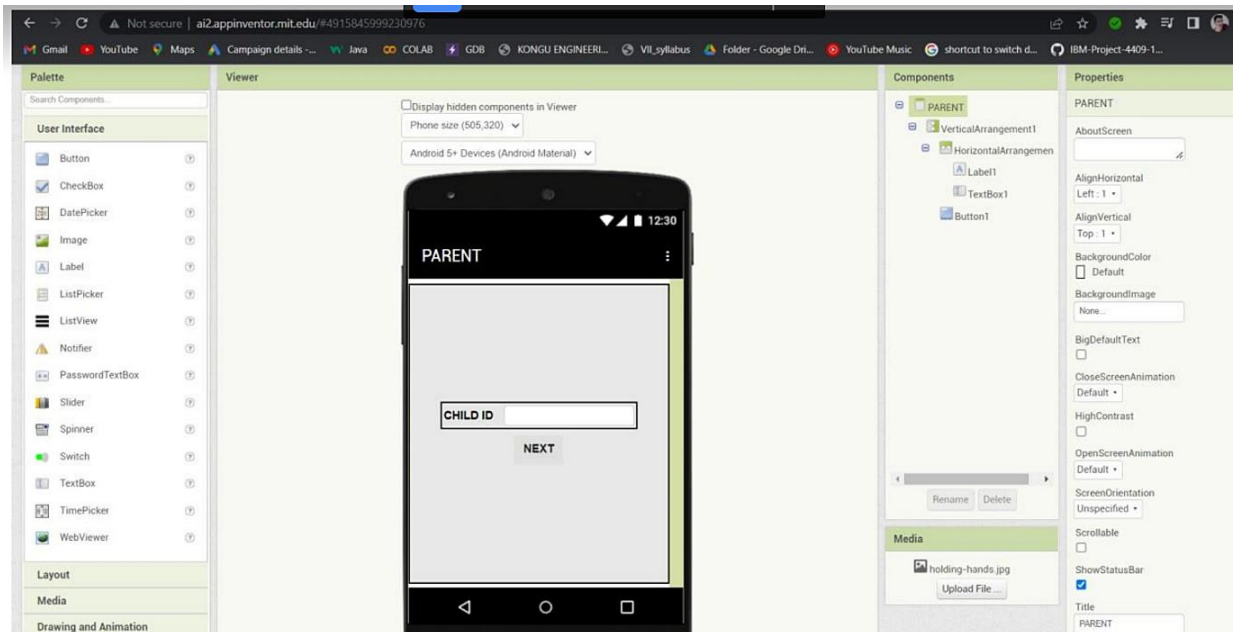 Not secure | ai2.appinventor.mit.edu/#4915845999230976
Gmail YouTube Maps Campaign details -... Java COLAB GDB KONGU ENGINEERI... VII_syllabus Folder - Google Dri... YouTube Music shortcut to switch d... IBM-Project-4409-1...
Palette
Search Components...
User Interface
Button
CheckBox
DatePicker
Image
Label
ListPicker
ListView
Notifier
PasswordTextBox
Slider
Spinner
Switch
TextBox
TimePicker
WebViewer
Layout
Media
Drawing and Animation
Viewer
Display hidden components in Viewer
Phone size (505,320)
Android 5+ Devices (Android Material)
12:30
PARENT
CHILD ID
NEXT
Components
PARENT
VerticalArrangement1
HorizontalArrangemen
Label1
TextBox1
Button1
Rename Delete
Media
holding-hands.jpg
Upload File ...
Properties
PARENT
AboutScreen
AlignHorizontal
Left : 1
AlignVertical
Top : 1
BackgroundColor
Default
BackgroundImage
None...
BigDefaultText
CloseScreenAnimation
Default
HighContrast
OpenScreenAnimation
Default
ScreenOrientation
Unspecified
Scrollable
ShowStatusBar
Title
PARENT